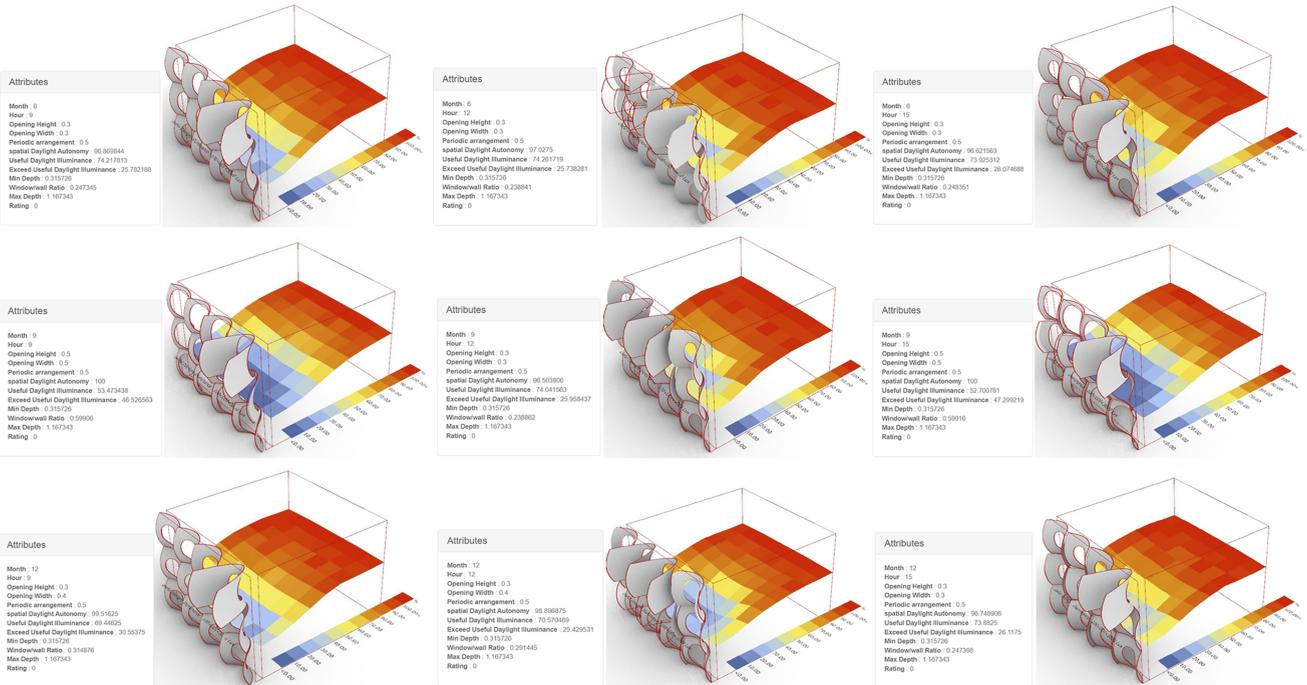 Attributes
Month : 6
Hour : 9
Opening Height : 0.3
Opening Width : 0.3
Periodic arrangement : 0.5
spatial Daylight Autonomy : 96.869844
Useful Daylight Illuminance : 74.217813
Exceed Useful Daylight Illuminance : 25.782188
Min Depth : 0.315726
Window/wall Ratio : 0.247345
Max Depth : 1.167343
Rating : 0
Attributes
Month : 6
Hour : 12
Opening Height : 0.3
Opening Width : 0.3
Periodic arrangement : 0.5
spatial Daylight Autonomy : 97.0275
Useful Daylight Illuminance : 74.261719
Exceed Useful Daylight Illuminance : 25.738281
Min Depth : 0.315726
Window/wall Ratio : 0.238841
Max Depth : 1.167343
Rating : 0
Attributes
Month : 6
Hour : 15
Opening Height : 0.3
Opening Width : 0.3
Periodic arrangement : 0.5
spatial Daylight Autonomy : 96.621563
Useful Daylight Illuminance : 73.925312
Exceed Useful Daylight Illuminance : 26.074688
Min Depth : 0.315726
Window/wall Ratio : 0.248351
Max Depth : 1.167343
Rating : 0
Attributes
Month : 9
Hour : 9
Opening Height : 0.5
Opening Width : 0.5
Periodic arrangement : 0.5
spatial Daylight Autonomy : 100
Useful Daylight Illuminance : 53.473438
Exceed Useful Daylight Illuminance : 46.526563
Min Depth : 0.315726
Window/wall Ratio : 0.59906
Max Depth : 1.167343
Rating : 0
Attributes
Month : 9
Hour : 12
Opening Height : 0.3
Opening Width : 0.3
Periodic arrangement : 0.5
spatial Daylight Autonomy : 96.503906
Useful Daylight Illuminance : 74.041563
Exceed Useful Daylight Illuminance : 25.958437
Min Depth : 0.315726
Window/wall Ratio : 0.238862
Max Depth : 1.167343
Rating : 0
Attributes
Month : 9
Hour : 15
Opening Height : 0.5
Opening Width : 0.5
Periodic arrangement : 0.5
spatial Daylight Autonomy : 100
Useful Daylight Illuminance : 52.700781
Exceed Useful Daylight Illuminance : 47.299219
Min Depth : 0.315726
Window/wall Ratio : 0.59916
Max Depth : 1.167343
Rating : 0
Attributes
Month : 12
Hour : 9
Opening Height : 0.3
Opening Width : 0.4
Periodic arrangement : 0.5
spatial Daylight Autonomy : 99.51625
Useful Daylight Illuminance : 69.44625
Exceed Useful Daylight Illuminance : 30.55375
Min Depth : 0.315726
Window/wall Ratio : 0.314876
Max Depth : 1.167343
Rating : 0
Attributes
Month : 12
Hour : 12
Opening Height : 0.3
Opening Width : 0.4
Periodic arrangement : 0.5
spatial Daylight Autonomy : 98.896875
Useful Daylight Illuminance : 70.570469
Exceed Useful Daylight Illuminance : 29.429531
Min Depth : 0.315726
Window/wall Ratio : 0.291445
Max Depth : 1.167343
Rating : 0
Attributes
Month : 12
Hour : 15
Opening Height : 0.3
Opening Width : 0.3
Periodic arrangement : 0.5
spatial Daylight Autonomy : 96.748906
Useful Daylight Illuminance : 73.8825
Exceed Useful Daylight Illuminance : 26.1175
Min Depth : 0.315726
Window/wall Ratio : 0.247398
Max Depth : 1.167343
Rating : 0